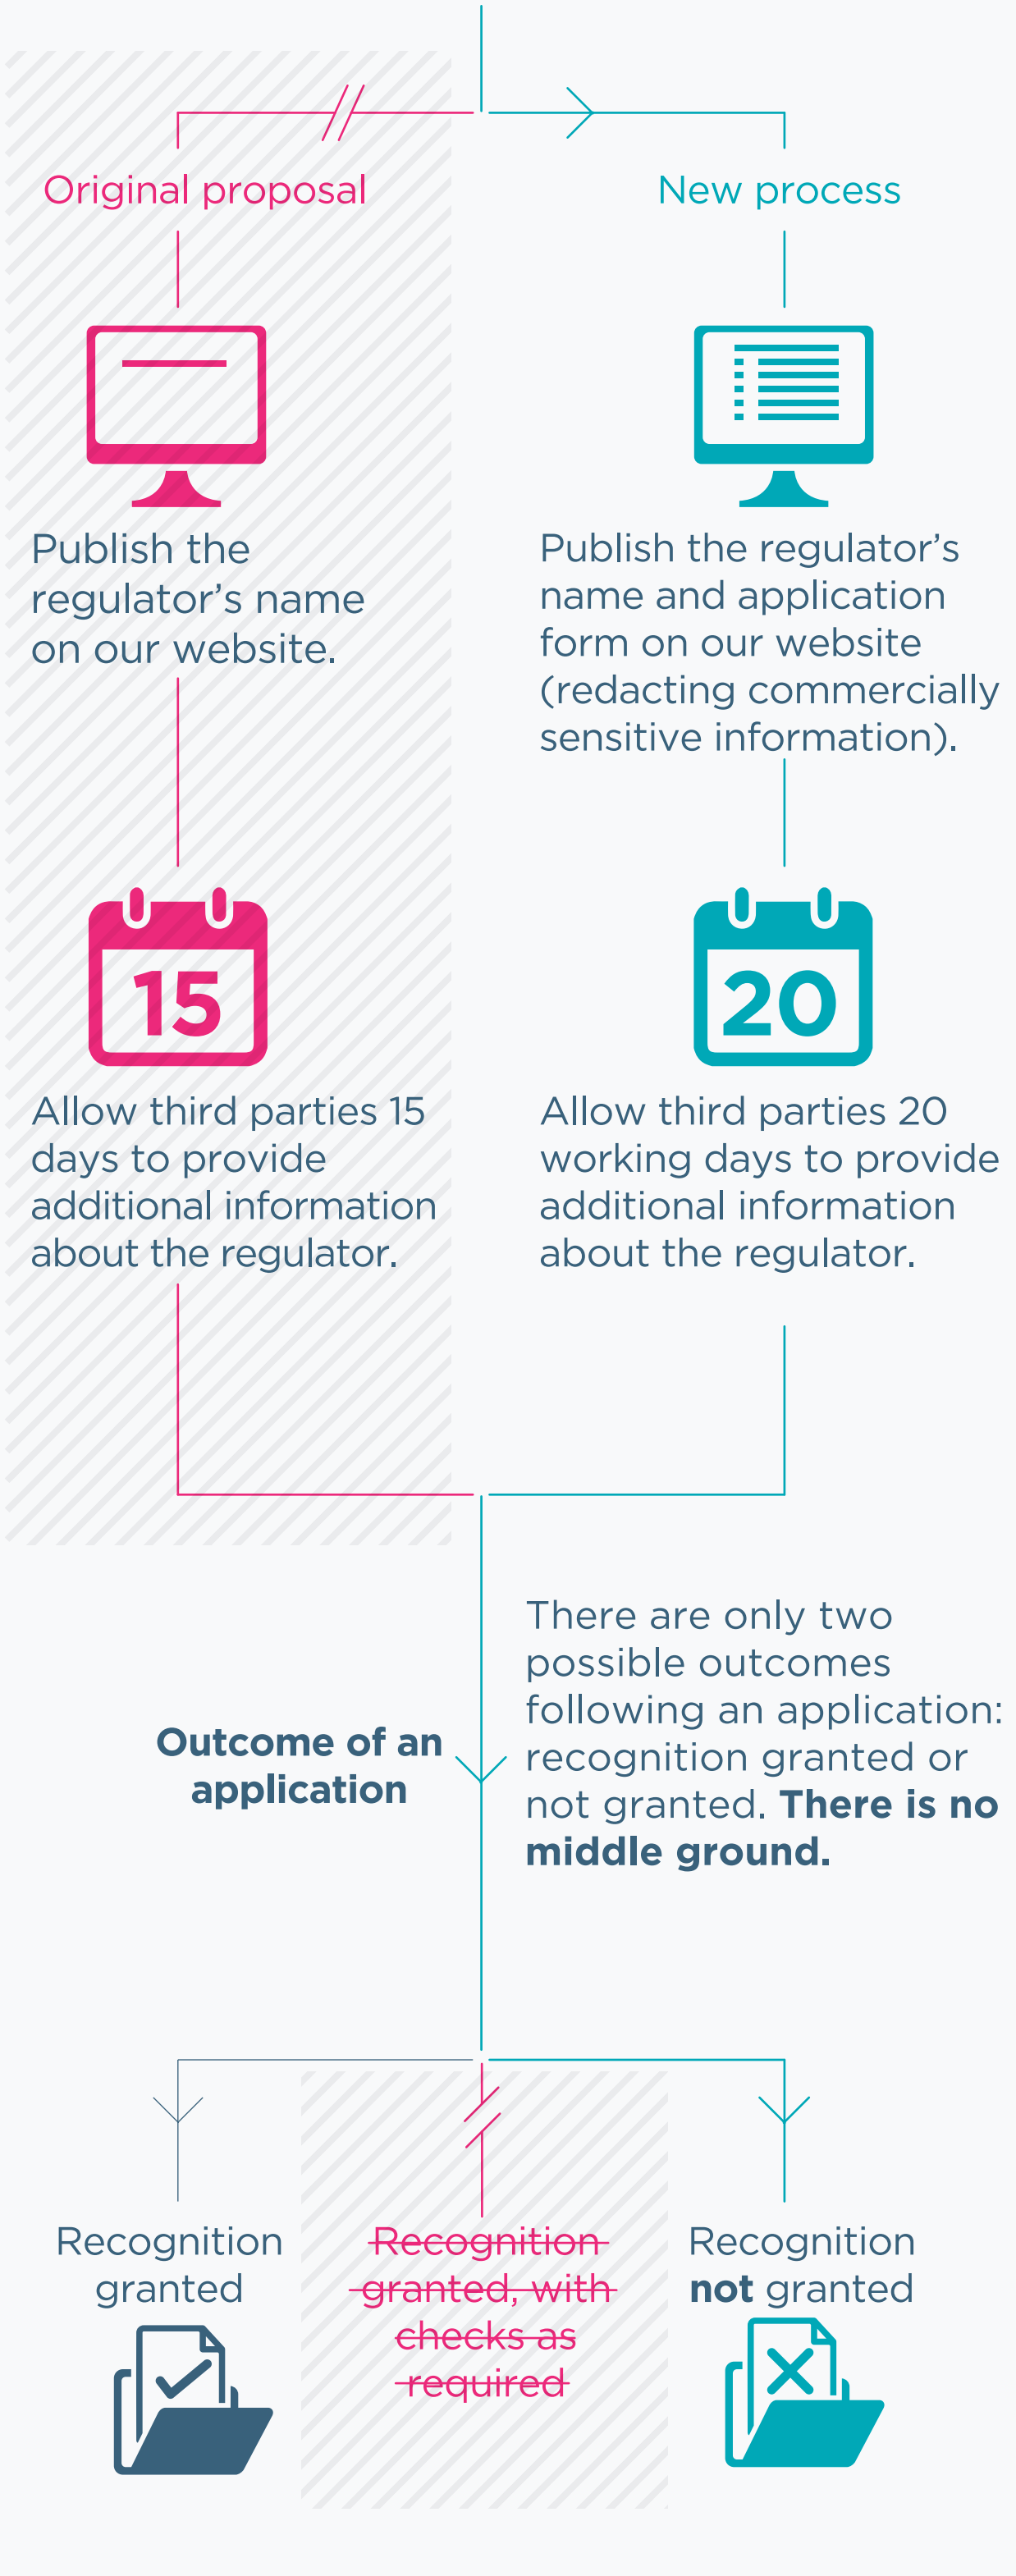 Original proposal
New process
Publish the
regulator’s name
on our website.
Publish the regulator’s
name and application
form on our website
(redacting commercially
sensitive information).
15
20
Allow third parties 15
days to provide
additional information
about the regulator.
Allow third parties 20
working days to provide
additional information
about the regulator.
Outcome of an
application
There are only two
possible outcomes
following an application:
recognition granted or
not granted. There is no
middle ground.
Recognition
granted
Recognition
granted, with
checks as
required
Recognition
not granted